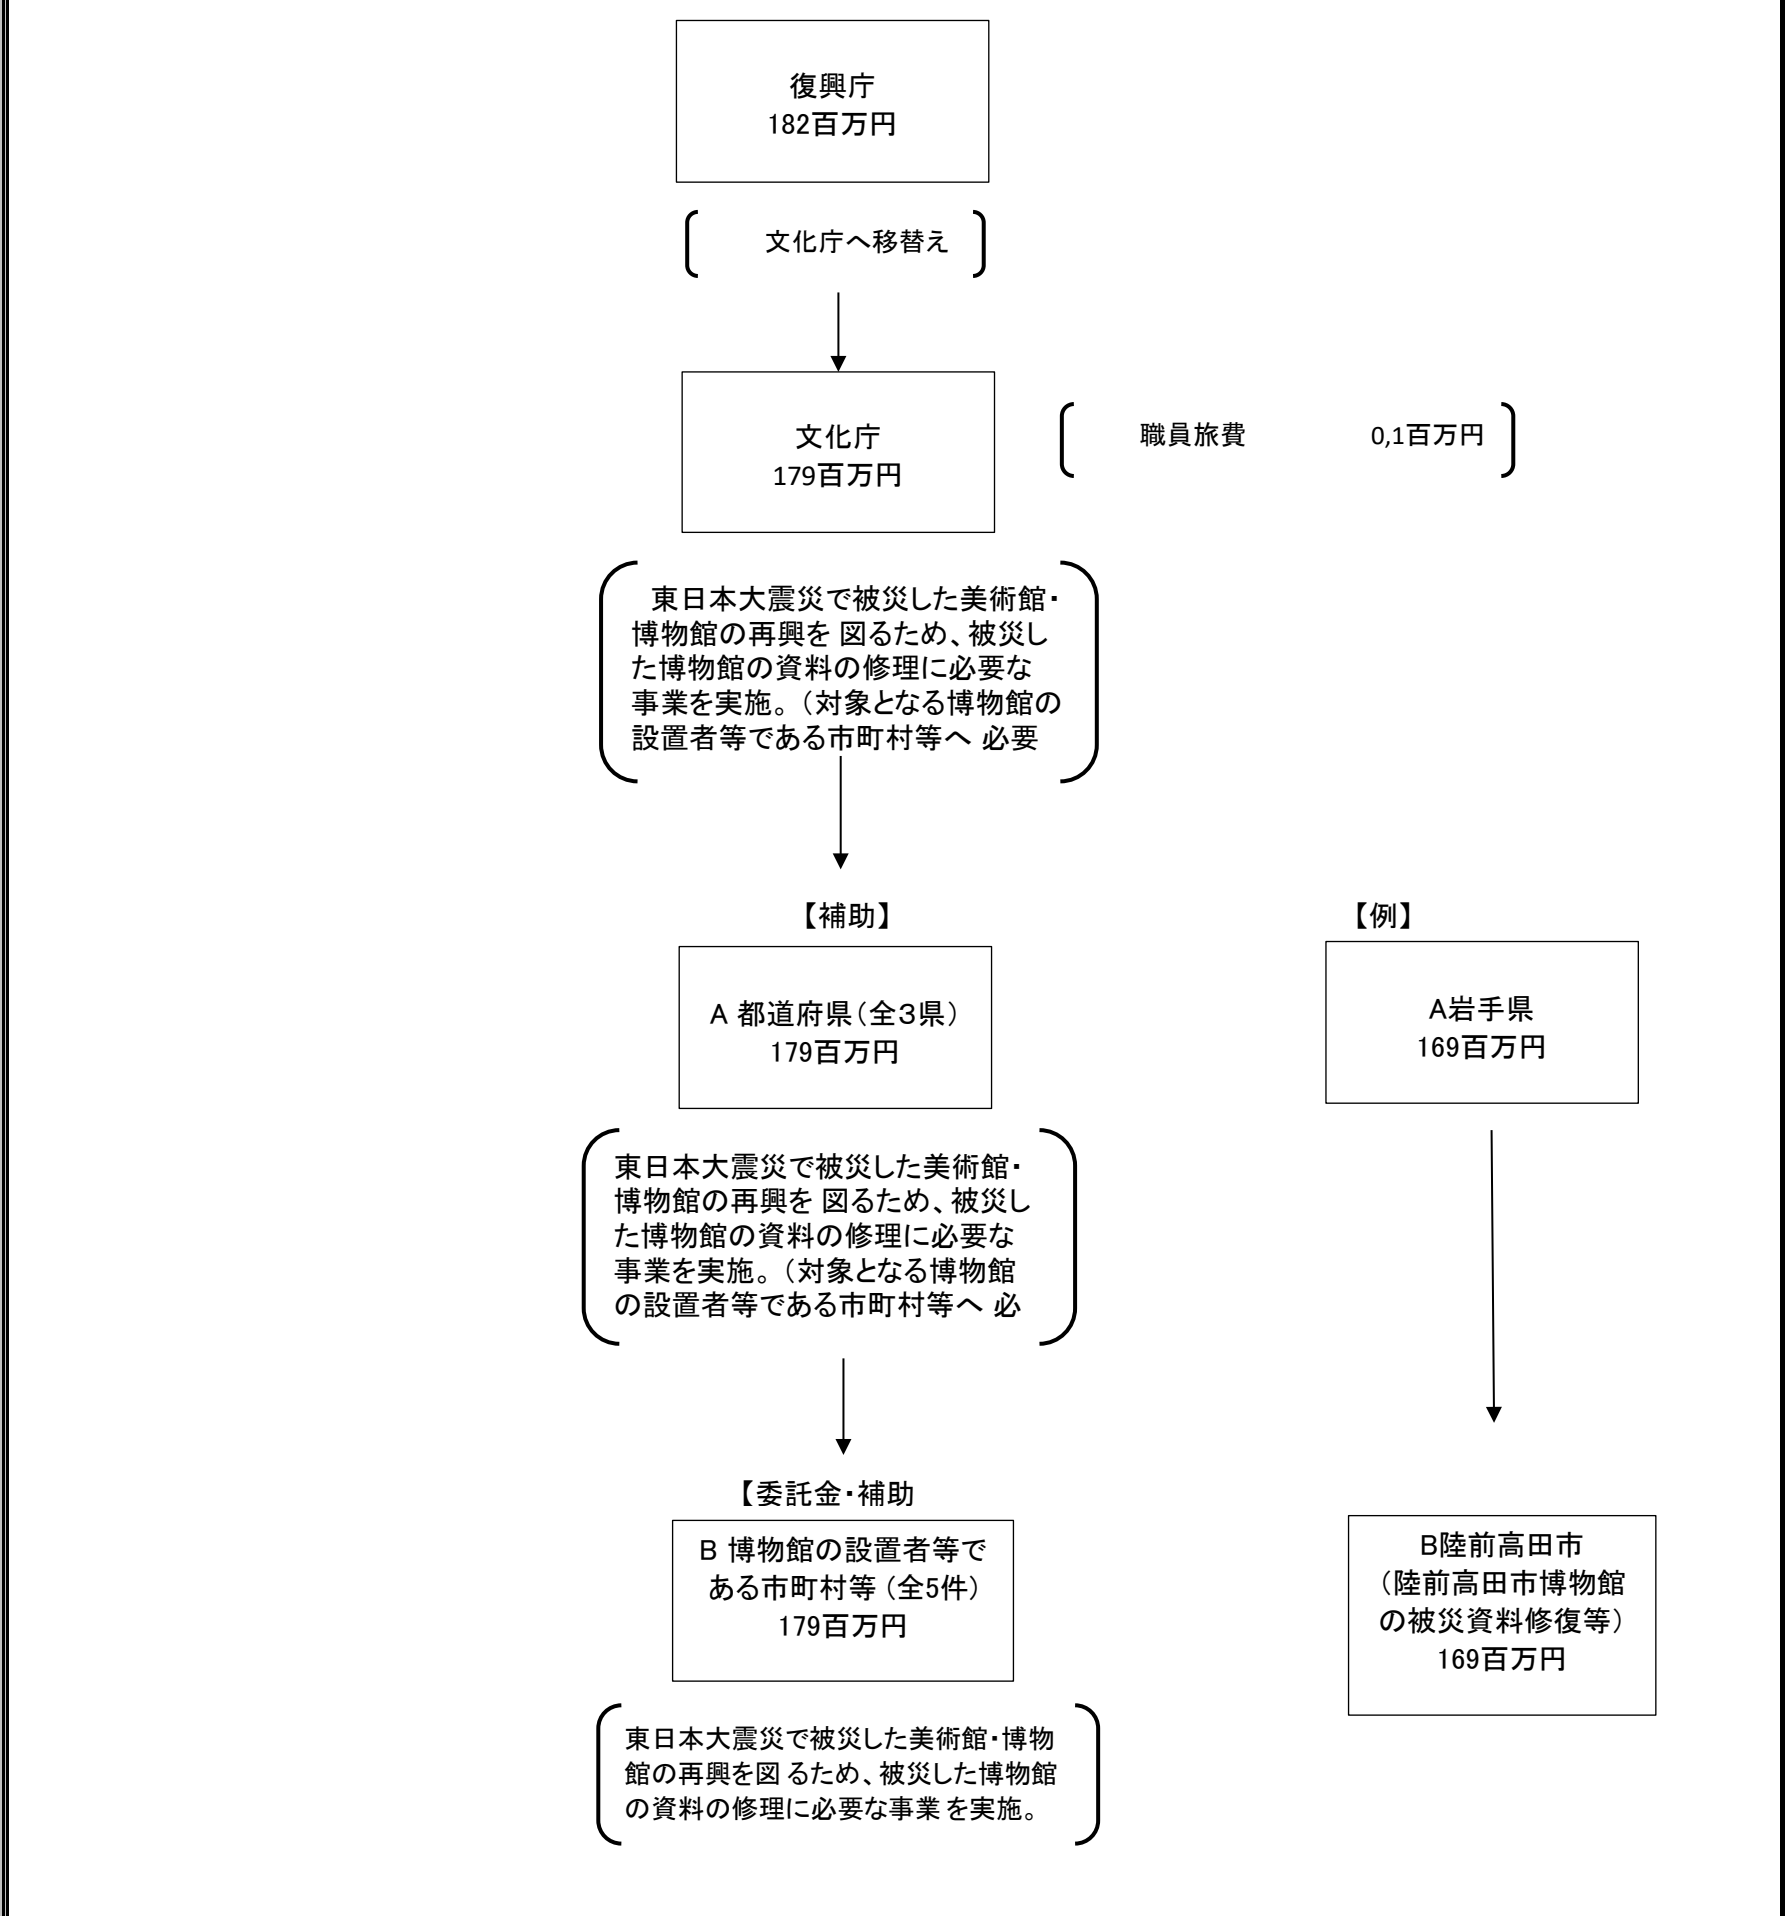 復興庁
182百万円
文化庁へ移替え
文化庁
179百万円
職員旅費 0,1百万円
東日本大震災で被災した美術館・
博物館の再興を 図るため、被災し
た博物館の資料の修理に必要な
事業を実施。（対象となる博物館の
設置者等である市町村等へ 必要
【補助】
A 都道府県（全3県）
179百万円
東日本大震災で被災した美術館・
博物館の再興を 図るため、被災し
た博物館の資料の修理に必要な
事業を実施。（対象となる博物館
の設置者等である市町村等へ 必
【委託金・補助
B 博物館の設置者等で
ある市町村等（全5件）
179百万円
東日本大震災で被災した美術館・博物
館の再興を図 るため、被災した博物館
の資料の修理に必要な事業 を実施。
【例】
A岩手県
169百万円
B陸前高田市
（陸前高田市博物館
の被災資料修復等）
169百万円